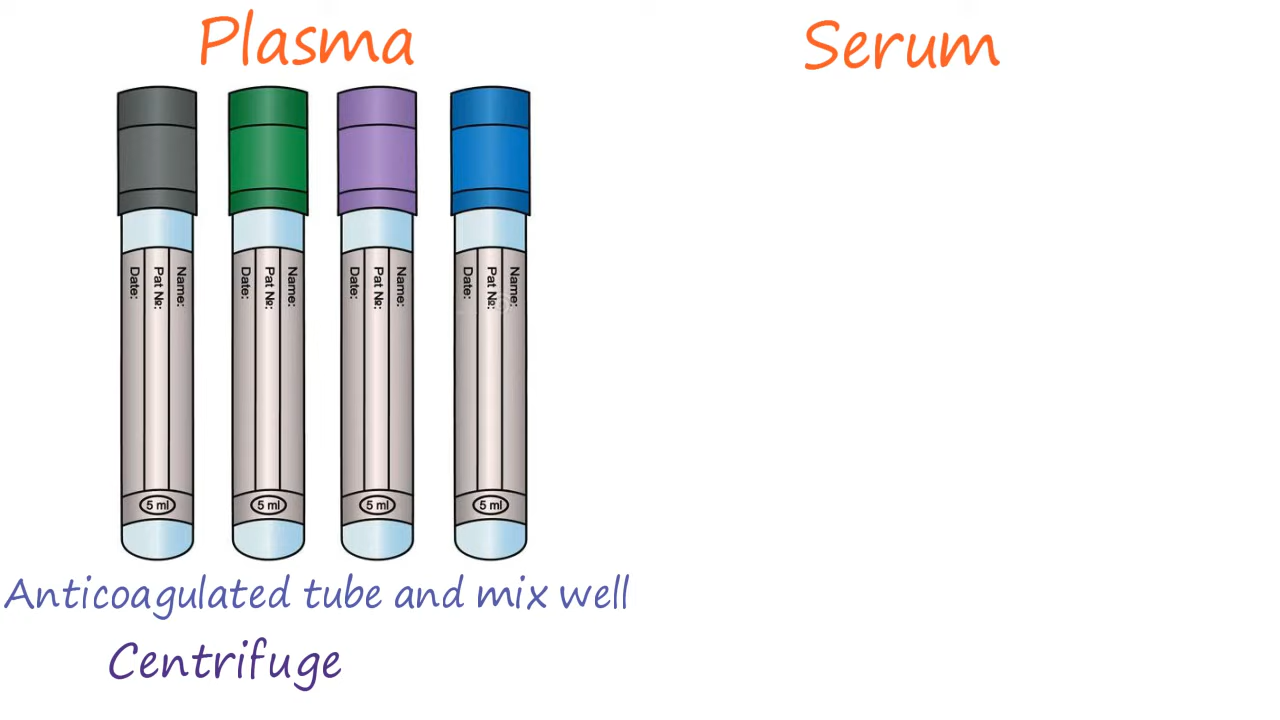 Plasma
Serum
Name:
Pat №:
Date:
5 ml
Name:
Pat №:
Date:
5 ml
Name:
Pat №:
Date:
5 ml
Name:
Pat №:
Date:
5 ml
Anticoagulated tube and mix well
Centrifuge